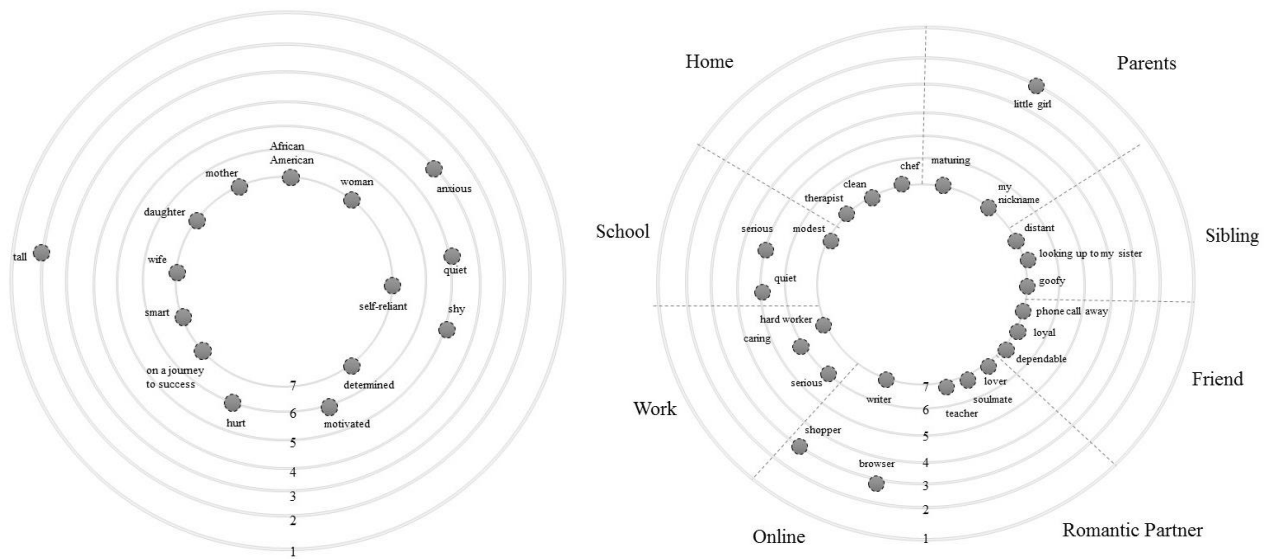 African
American
mother
woman
anxious
daughter
tall
wife
quiet
smart
self-reliant
shy
on a journey
to success
determined
hurt
motivated
7
6
5
4
3
2
1
Home
Parents
little girl
chef
maturing
clean
therapist
my
nickname
modest
distant
School
Sibling
serious
looking up to my sister
quiet
goofy
hard worker
phone call away
caring
loyal
dependable
serious
lover
Friend
writer
soulmate
teacher
Work
shopper
browser
7
6
5
4
3
2
1
Online
Romantic Partner